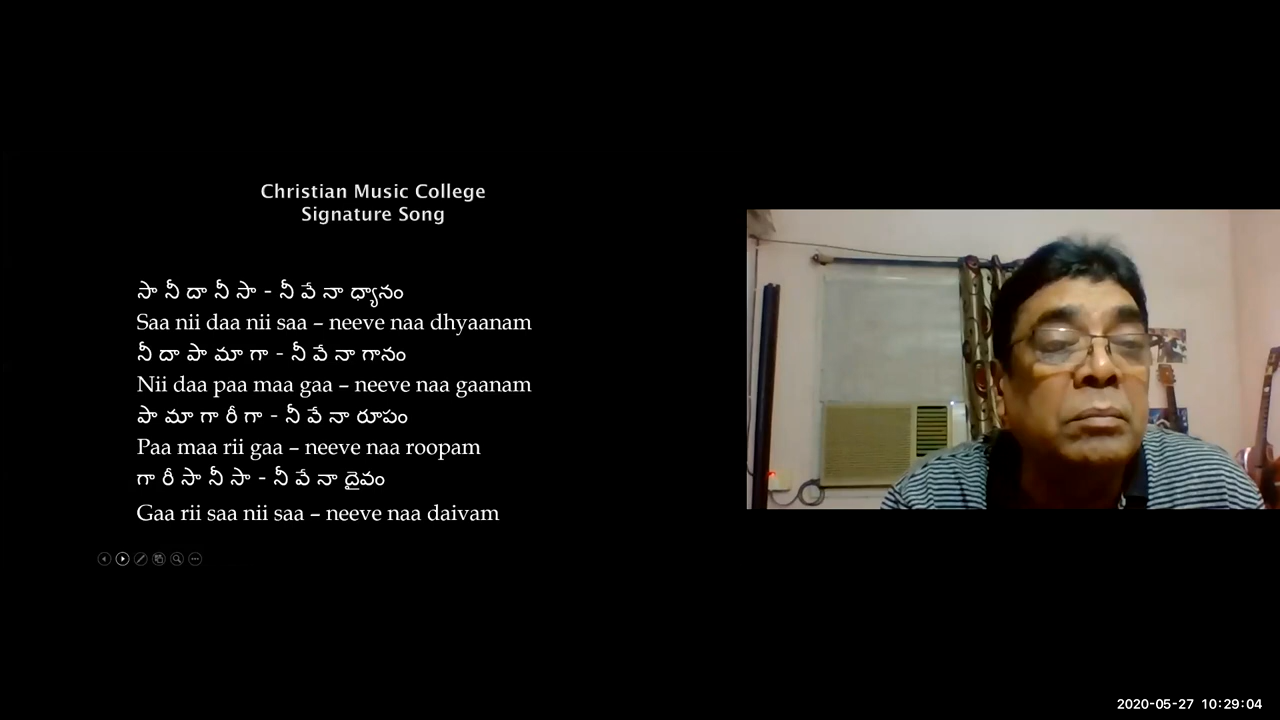 Christian Music College
Signature Song
సా నీ దా నీ సా - నీ వే నా ధ్యానం
Saa nii daa nii saa – neeve naa dhyaanam
నీ దా పా మా గా - నీ వే నా గానం
Nii daa paa maa gaa – neeve naa gaanam
పా మా గా రీ గా - నీ వే నా రూపం
Paa maa rii gaa – neeve naa roopam
గా రీ సా నీ సా - నీ వే నా దైవం
Gaa rii saa nii saa – neeve naa daivam
2020-05-27 10:29:04